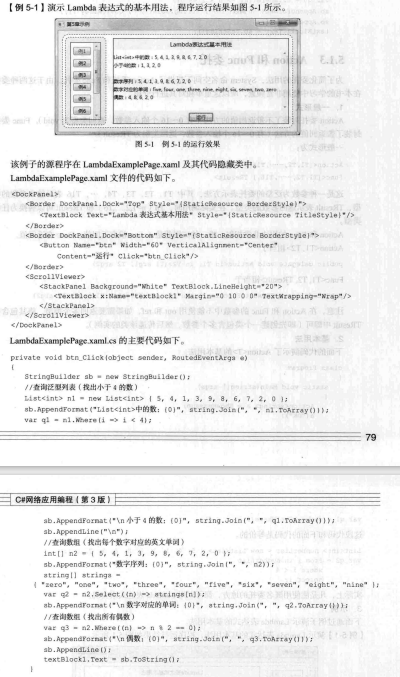 【例 5-1】演示 Lambda 表达式的基本用法。程序运行结果如图 5-1 所示。
第5章示例
Lambda表达式基本用法
例1
例2
例3
例4
例5
例6
List<int>中的数：5, 4, 1, 3, 9, 8, 6, 7, 2, 0
小于4的数：1, 3, 2, 0
数字序列：5, 4, 1, 3, 9, 8, 6, 7, 2, 0
数字对应的单词：five, four, one, three, nine, eight, six, seven, two, zero
偶数：4, 8, 6, 2, 0
运行
图 5-1 例 5-1 的运行效果
该例子的源程序在 LambdaExamplePage.xaml 及其代码隐藏类中。
LambdaExamplePage.xaml 文件的代码如下。
<DockPanel>
<Border DockPanel.Dock="Top" Style="{StaticResource BorderStyle}">
<TextBlock Text="Lambda 表达式基本用法" Style="{StaticResource TitleStyle}"/>
</Border>
<Border DockPanel.Dock="Bottom" Style="{StaticResource BorderStyle}">
<Button Name="btn" Width="60" VerticalAlignment="Center"
Content="运行" Click="btn_Click"/>
</Border>
<ScrollViewer>
<StackPanel Background="White" TextBlock.LineHeight="20">
<TextBlock x:Name="textBlock1" Margin="0 10 0 0" TextWrapping="Wrap"/>
</StackPanel>
</ScrollViewer>
</DockPanel>
LambdaExamplePage.xaml.cs 的主要代码如下。
private void btn_Click(object sender, RoutedEventArgs e)
{
StringBuilder sb = new StringBuilder();
//查询泛型列表（找出小于 4 的数）
List<int> n1 = new List<int> { 5, 4, 1, 3, 9, 8, 6, 7, 2, 0 };
sb.AppendFormat("List<int>中的数：{0}", string.Join(", ", n1.ToArray()));
var q1 = n1.Where(i => i < 4);
79
C#网络应用编程（第 3 版）
sb.AppendFormat("\n 小于 4 的数：{0}", string.Join(", ", q1.ToArray()));
sb.AppendLine("\n");
//查询数组（找出每个数字对应的英文单词）
int[] n2 = { 5, 4, 1, 3, 9, 8, 6, 7, 2, 0 };
sb.AppendFormat("数字序列：{0}", string.Join(", ", n2));
string[] strings =
{ "zero", "one", "two", "three", "four", "five", "six", "seven", "eight", "nine" };
var q2 = n2.Select((n) => strings[n]);
sb.AppendFormat("\n 数字对应的单词：{0}", string.Join(", ", q2.ToArray()));
//查询数组（找出所有偶数）
var q3 = n2.Where((n) => n % 2 == 0);
sb.AppendFormat("\n 偶数：{0}", string.Join(", ", q3.ToArray()));
sb.AppendLine();
textBlock1.Text = sb.ToString();
}